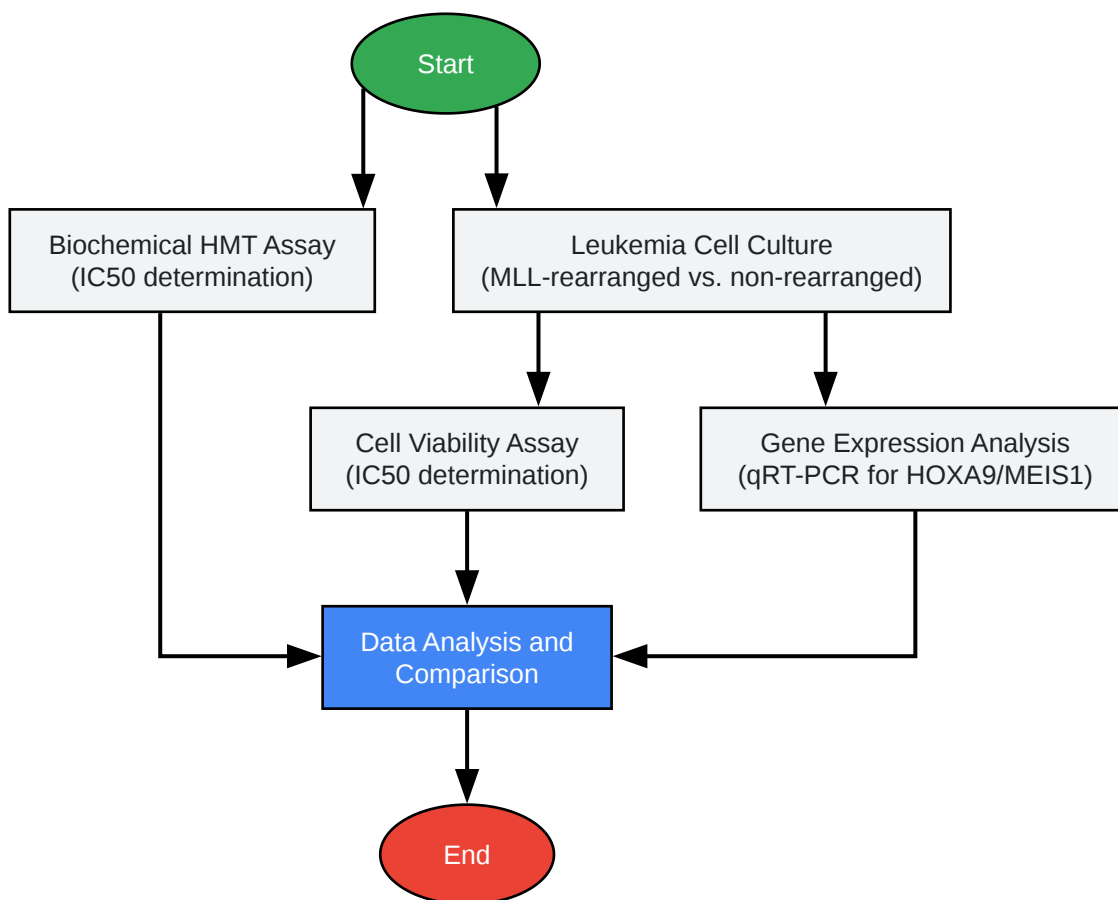 Start
Biochemical HMT Assay
(IC50 determination)
Leukemia Cell Culture
(MLL-rearranged vs. non-rearranged)
Cell Viability Assay
(IC50 determination)
Gene Expression Analysis
(qRT-PCR for HOXA9/MEIS1)
Data Analysis and
Comparison
End